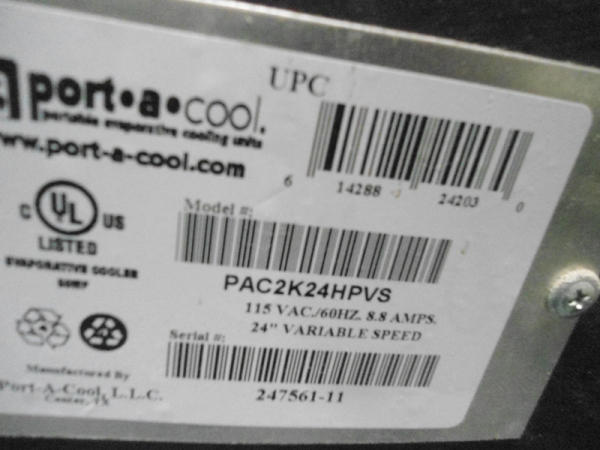 port•a•cool.
portable evaporative cooling units
www.port-a-cool.com
UPC
6 14288 24203 0
C UL US
LISTED
EVAPORATIVE COOLER
Model #:
PAC2K24HPVS
115 VAC./60HZ. 8.8 AMPS.
24" VARIABLE SPEED
Serial #:
247561-11
Manufactured By
Port-A-Cool, L.L.C.
Center, TX